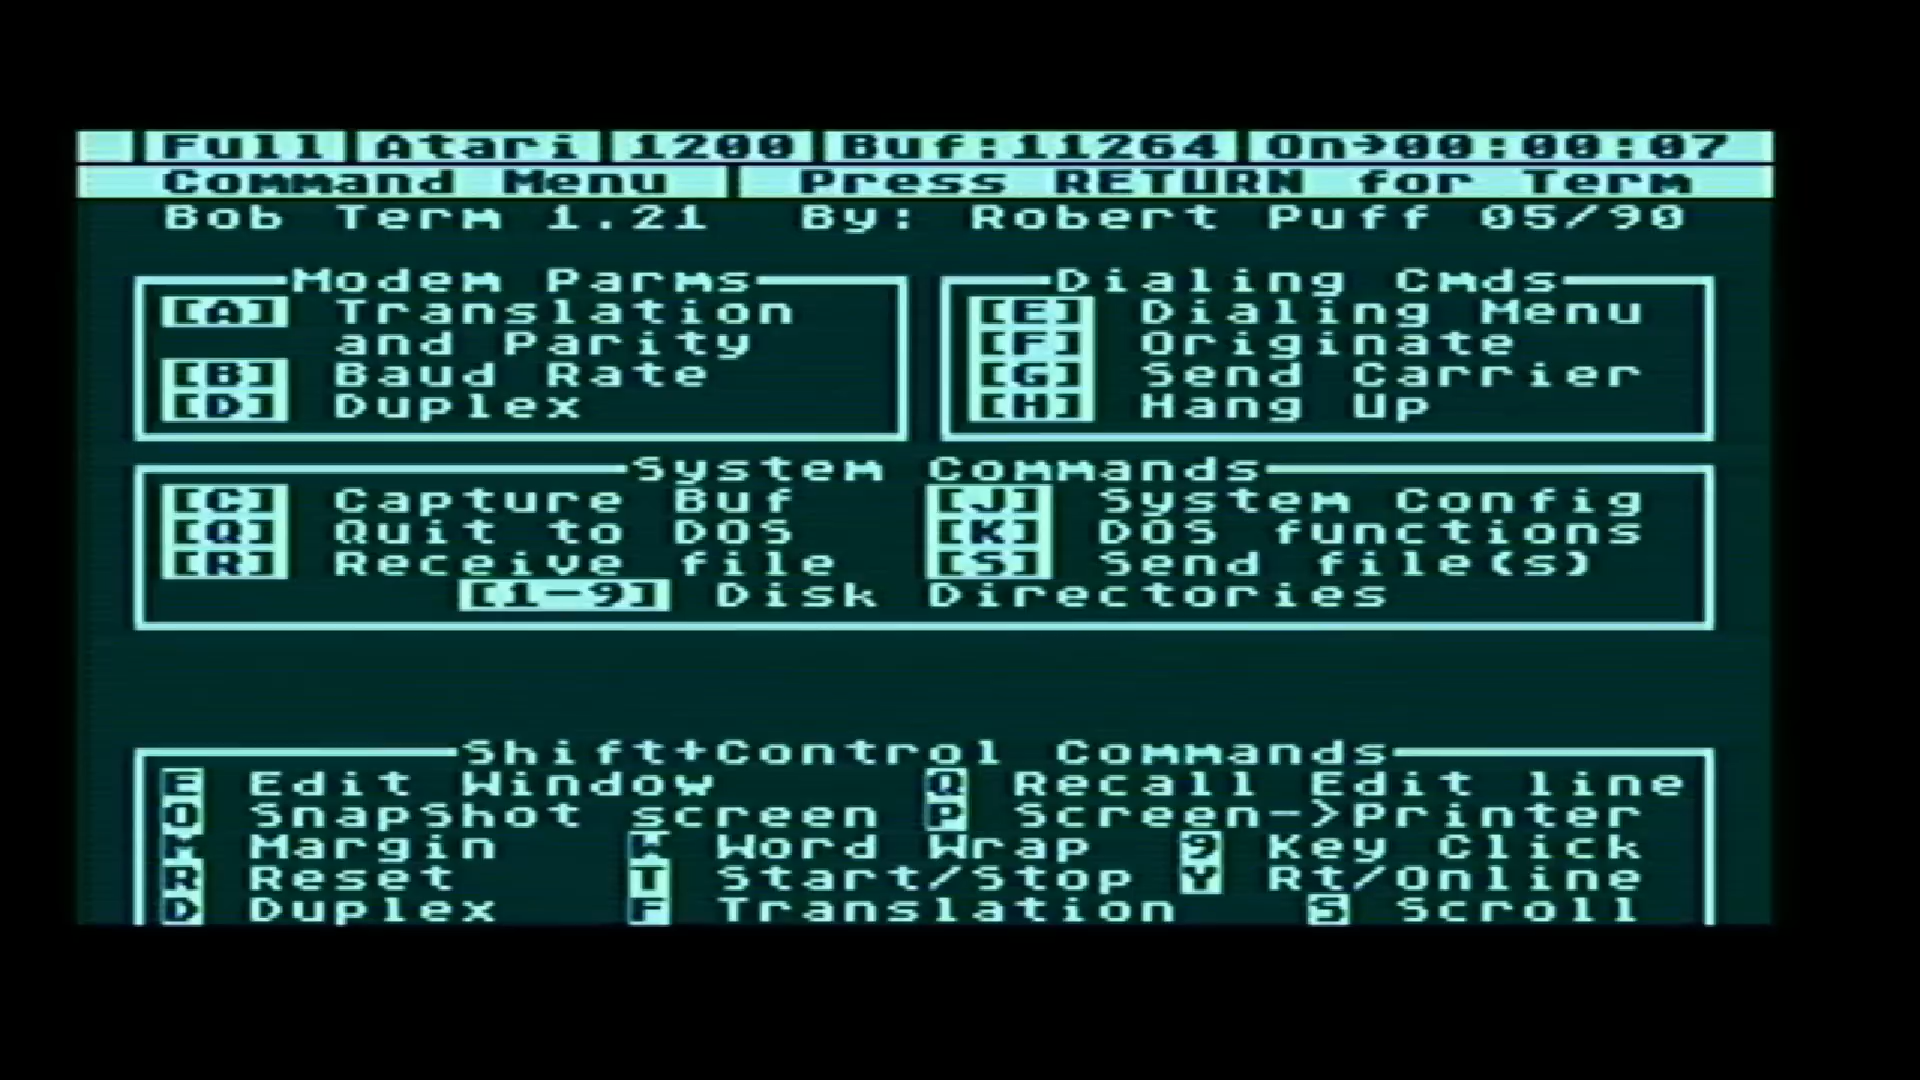 Full Atari 1200 Buf:11264 On→00:00:07
Command Menu Press RETURN for Term
Bob Term 1.21 By: Robert Puff 05/90
Modem Parms Dialing Cmds
[A] Translation [E] Dialing Menu
and Parity [F] Originate
[B] Baud Rate [G] Send Carrier
[D] Duplex [H] Hang Up
System Commands
[C] Capture Buf [J] System Config
[Q] Quit to DOS [K] DOS functions
[R] Receive file [S] Send file(s)
[1-9] Disk Directories
Shift+Control Commands
E Edit Window Recall Edit line
O SnapShot screen P Screen->Printer
Margin Word Wrap Key Click
R Reset Start/Stop Y Rt/Online
D Duplex F Translation S Scroll